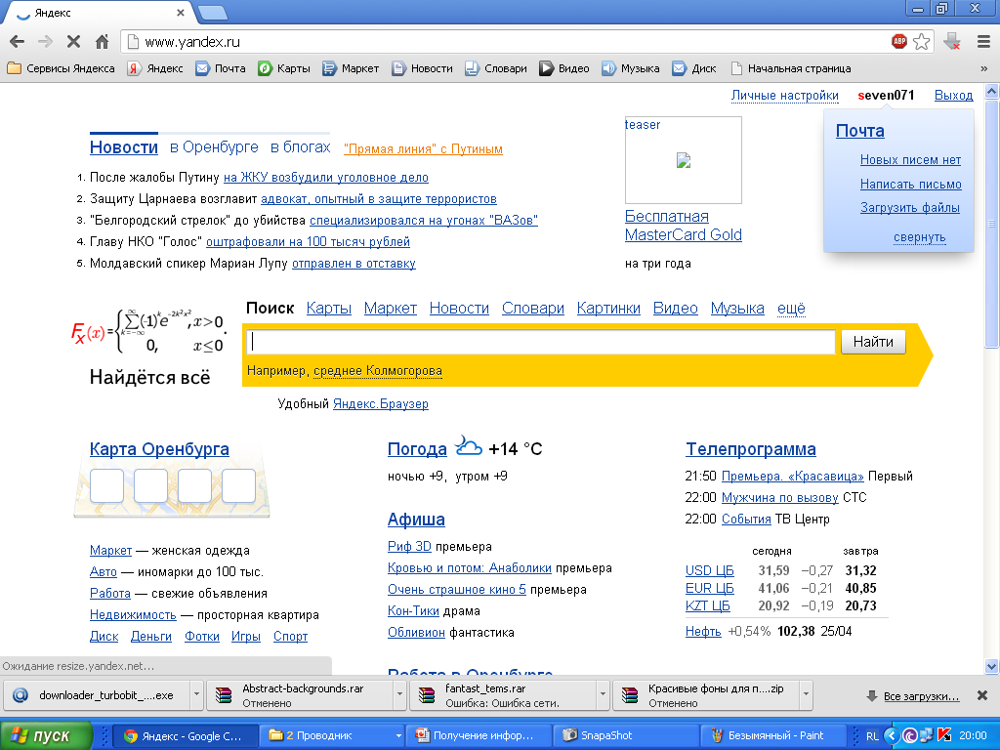 Яндекс
www.yandex.ru
ABP
Сервисы Яндекса Яндекс Почта Карты Маркет Новости Словари Видео Музыка Диск Начальная страница »
Личные настройки seven071 Выход
Новости в Оренбурге в блогах "Прямая линия" с Путиным
1. После жалобы Путину на ЖКУ возбудили уголовное дело
2. Защиту Царнаева возглавит адвокат, опытный в защите террористов
3. "Белгородский стрелок" до убийства специализировался на угонах "ВАЗов"
4. Главу НКО "Голос" оштрафовали на 100 тысяч рублей
5. Молдавский спикер Мариан Лупу отправлен в отставку
teaser
Бесплатная
MasterCard Gold
на три года
Почта
Новых писем нет
Написать письмо
Загрузить файлы
свернуть
Поиск Карты Маркет Новости Словари Картинки Видео Музыка ещё
Найти
Например, среднее Колмогорова
Найдётся всё
Удобный Яндекс.Браузер
Карта Оренбурга
Маркет — женская одежда
Авто — иномарки до 100 тыс.
Работа — свежие объявления
Недвижимость — просторная квартира
Диск Деньги Фотки Игры Спорт
Погода +14 °C
ночью +9, утром +9
Афиша
Риф 3D премьера
Кровью и потом: Анаболики премьера
Очень страшное кино 5 премьера
Кон-Тики драма
Обливион фантастика
Работа в Оренбурге
Телепрограмма
21:50 Премьера. «Красавица» Первый
22:00 Мужчина по вызову СТС
22:00 События ТВ Центр
сегодня завтра
USD ЦБ 31,59 −0,27 31,32
EUR ЦБ 41,06 −0,21 40,85
KZT ЦБ 20,92 −0,19 20,73
Нефть +0,54% 102,38 25/04
Ожидание resize.yandex.net...
downloader_turbobit_....exe
Abstract-backgrounds.rar
Отменено
fantast_tems.rar
Ошибка: Ошибка сети.
Красивые фоны для п....zip
Отменено
Все загрузки...
пуск
Яндекс - Google C...
2 Проводник
Получение инфор...
SnapaShot
Безымянный - Paint
RL
20:00